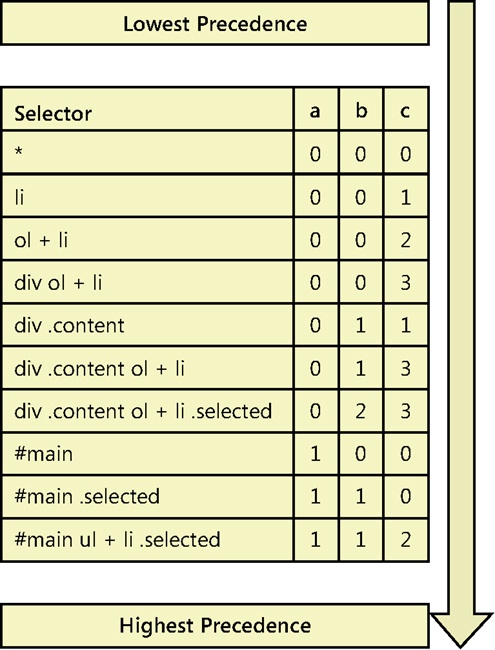 Lowest Precedence
Selector a b c
* 0 0 0
li 0 0 1
ol + li 0 0 2
div ol + li 0 0 3
div .content 0 1 1
div .content ol + li 0 1 3
div .content ol + li .selected 0 2 3
#main 1 0 0
#main .selected 1 1 0
#main ul + li .selected 1 1 2
Highest Precedence